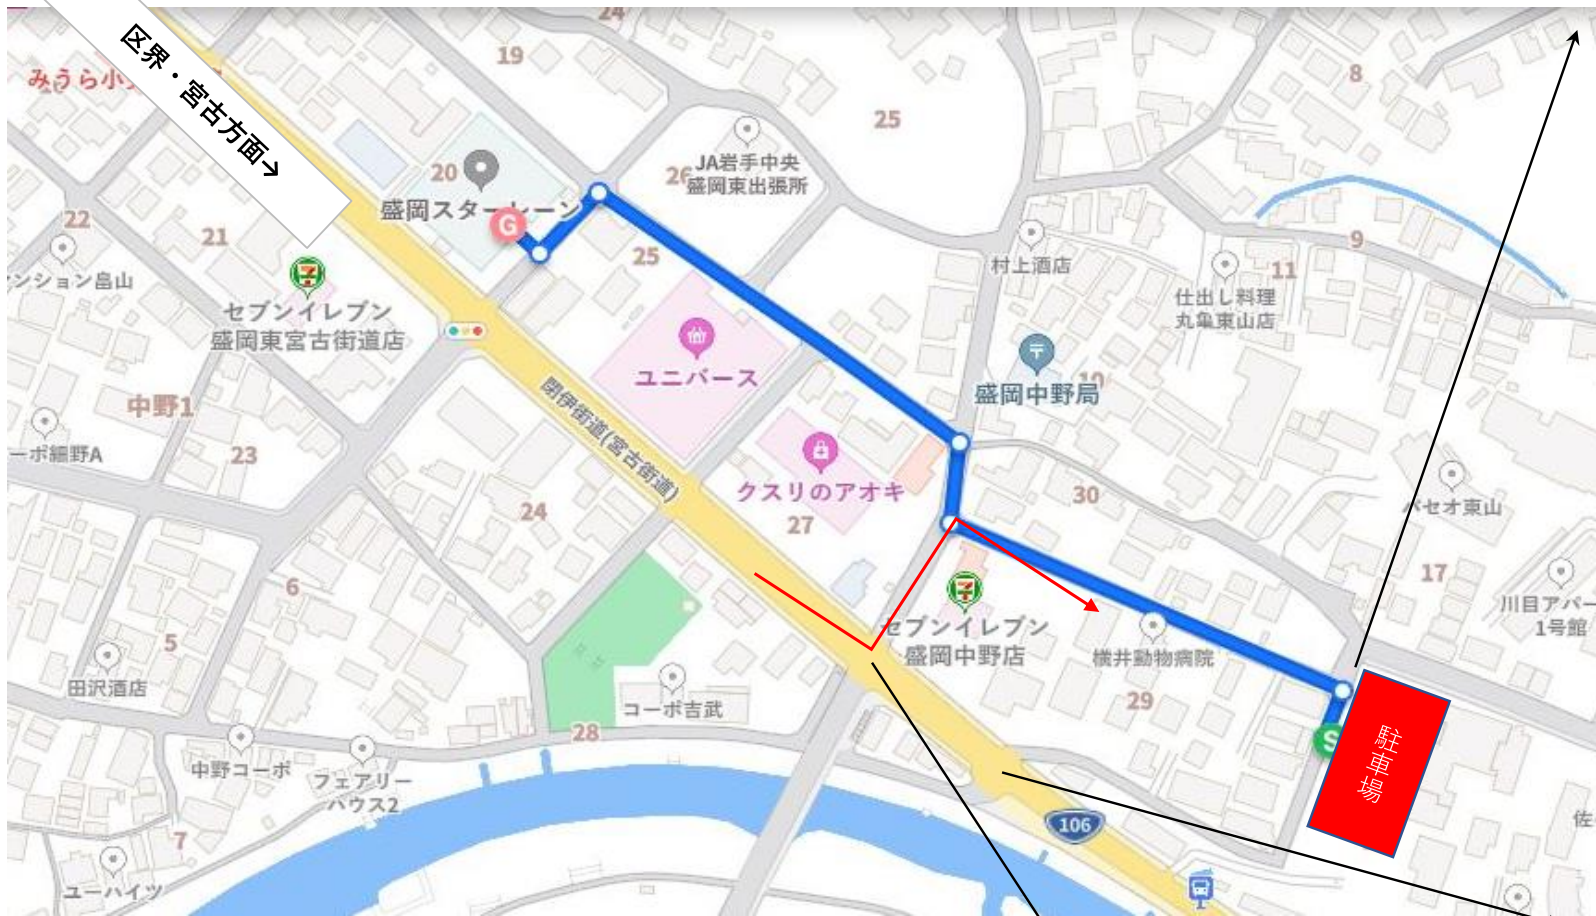 24
19
8
区界・宮古方面→
みうら小
25
20
26
JA岩手中央
盛岡東出張所
盛岡スターレーン
G
22
21
25
9
村上酒店
11
仕出し料理
丸亀東山店
ンション畠山
セブンイレブン
盛岡東宮古街道店
ユニバース
盛岡中野局
10
中野1
閉伊街道(宮古街道)
ーポ細野A
23
クスリのアオキ
30
パセオ東山
24
27
17
6
川目アパー
1号館
5
セブンイレブン
盛岡中野店
横井動物病院
田沢酒店
コーポ吉武
29
28
S
駐車場
中野コーポ
フェアリー
ハウス2
106
佐
7
ユーハイツ